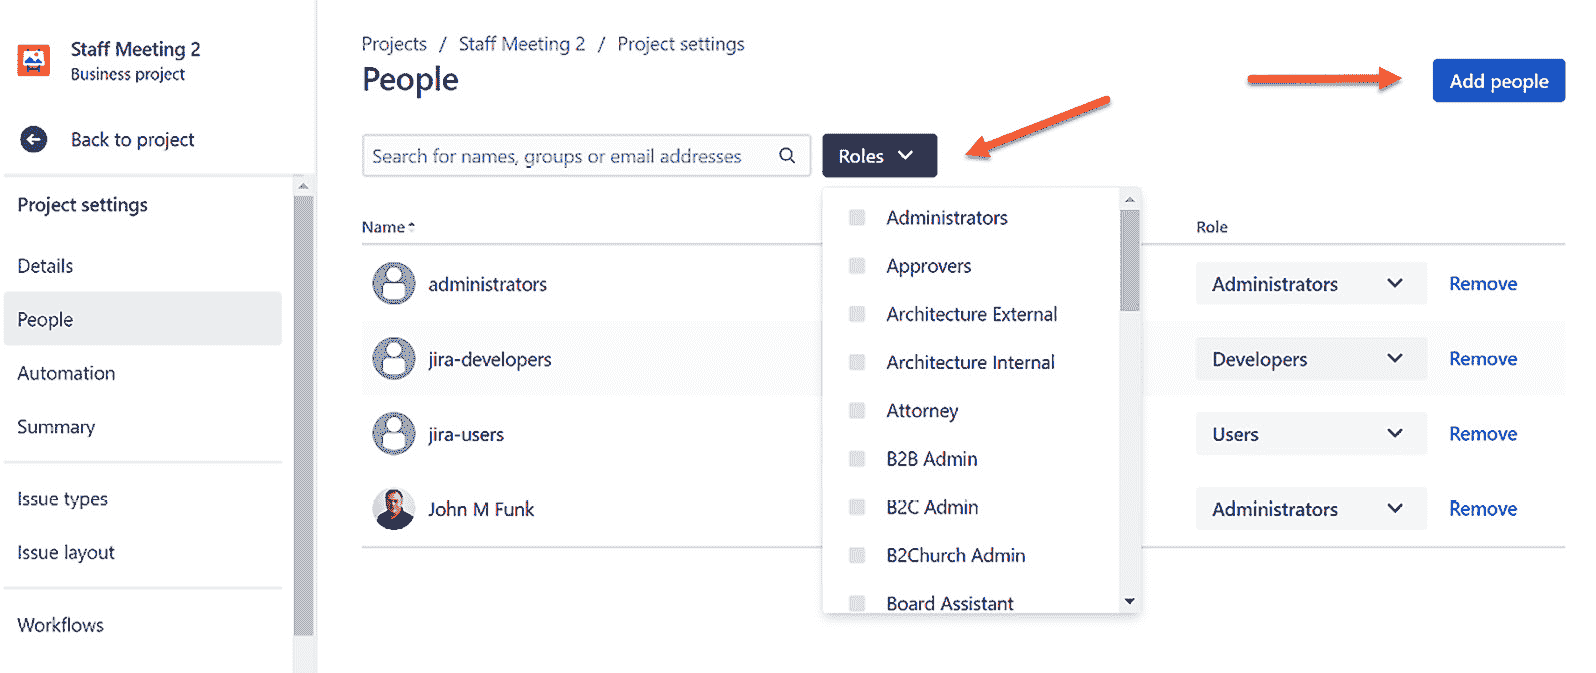 Staff Meeting 2
Business project
Back to project
Project settings
Details
People
Automation
Summary
Issue types
Issue layout
Workflows
Projects / Staff Meeting 2 / Project settings
People
Add people
Search for names, groups or email addresses
Roles
Administrators
Approvers
Architecture External
Architecture Internal
Attorney
B2B Admin
B2C Admin
B2Church Admin
Board Assistant
Name
Role
administrators
Administrators
Remove
jira-developers
Developers
Remove
jira-users
Users
Remove
John M Funk
Administrators
Remove